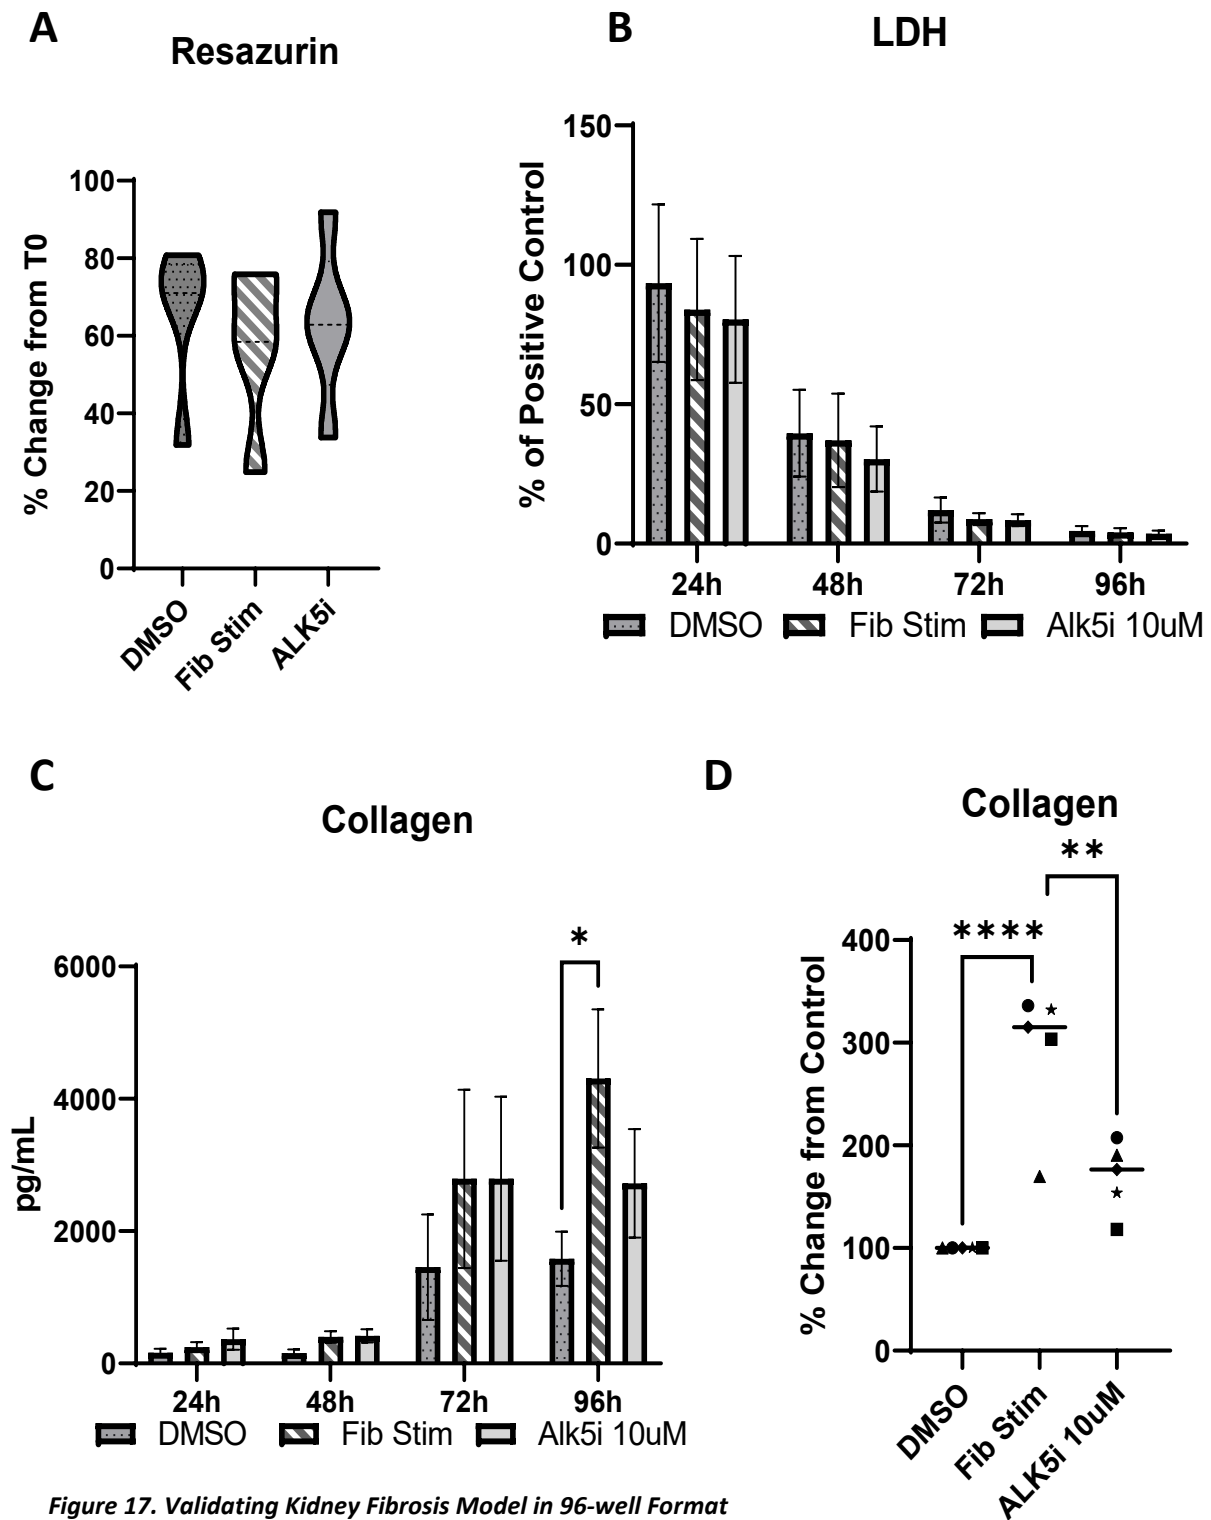 A
Resazurin
% Change from T0
100
80
60
40
20
0
DMSO
Fib Stim
ALK5i
B
LDH
% of Positive Control
150
100
50
0
24h
48h
72h
96h
DMSO
Fib Stim
Alk5i 10uM
C
Collagen
pg/mL
6000
4000
2000
0
*
24h
48h
72h
96h
DMSO
Fib Stim
Alk5i 10uM
D
Collagen
% Change from Control
**
****
400
300
200
100
0
DMSO
Fib Stim
ALK5i 10uM
Figure 17. Validating Kidney Fibrosis Model in 96-well Format